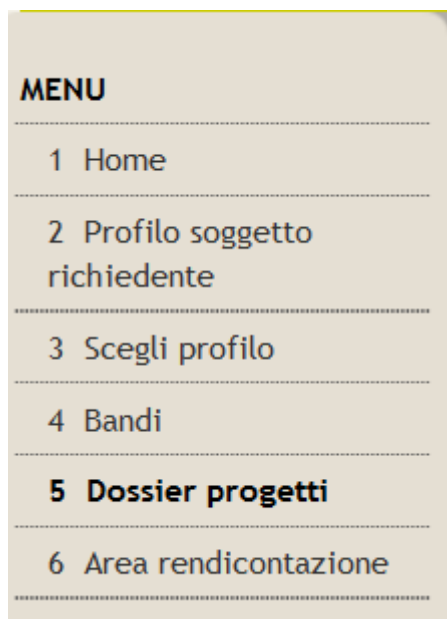 MENU
1 Home
2 Profilo soggetto
richiedente
3 Scegli profilo
4 Bandi
5 Dossier progetti
6 Area rendicontazione